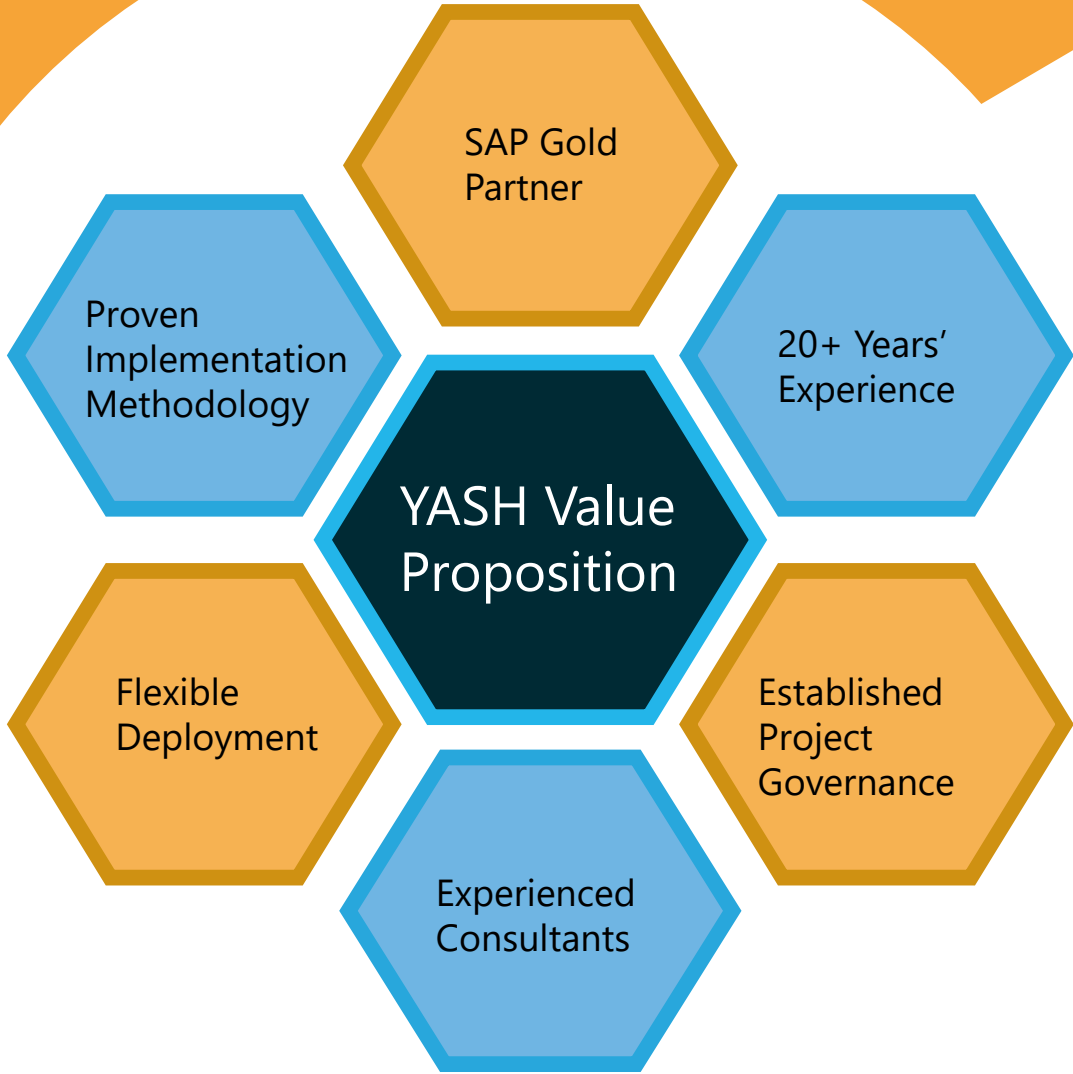 SAP Gold
Partner
Proven
Implementation
Methodology
20+ Years’
Experience
YASH Value
Proposition
Flexible
Deployment
Established
Project
Governance
Experienced
Consultants